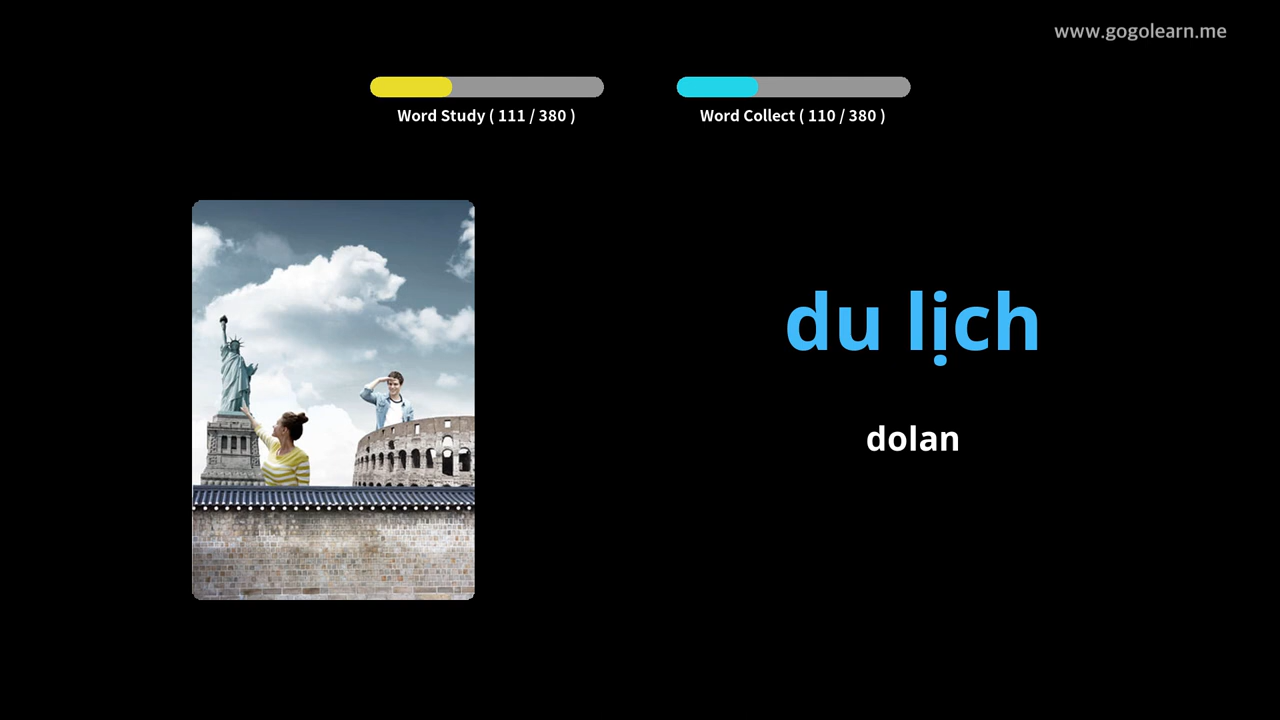 www.gogolearn.me
Word Study ( 111 / 380 )
Word Collect ( 110 / 380 )
du lịch
dolan